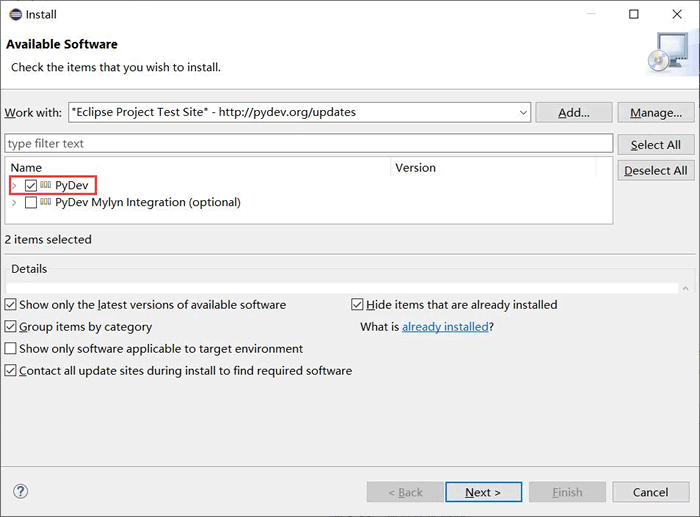 Install
Available Software
Check the items that you wish to install.
Work with: "Eclipse Project Test Site" - http://pydev.org/updates Add... Manage...
type filter text Select All
Name Version Deselect All
PyDev
PyDev Mylyn Integration (optional)
2 items selected
Details
Show only the latest versions of available software Hide items that are already installed
Group items by category What is already installed?
Show only software applicable to target environment
Contact all update sites during install to find required software
? < Back Next > Finish Cancel